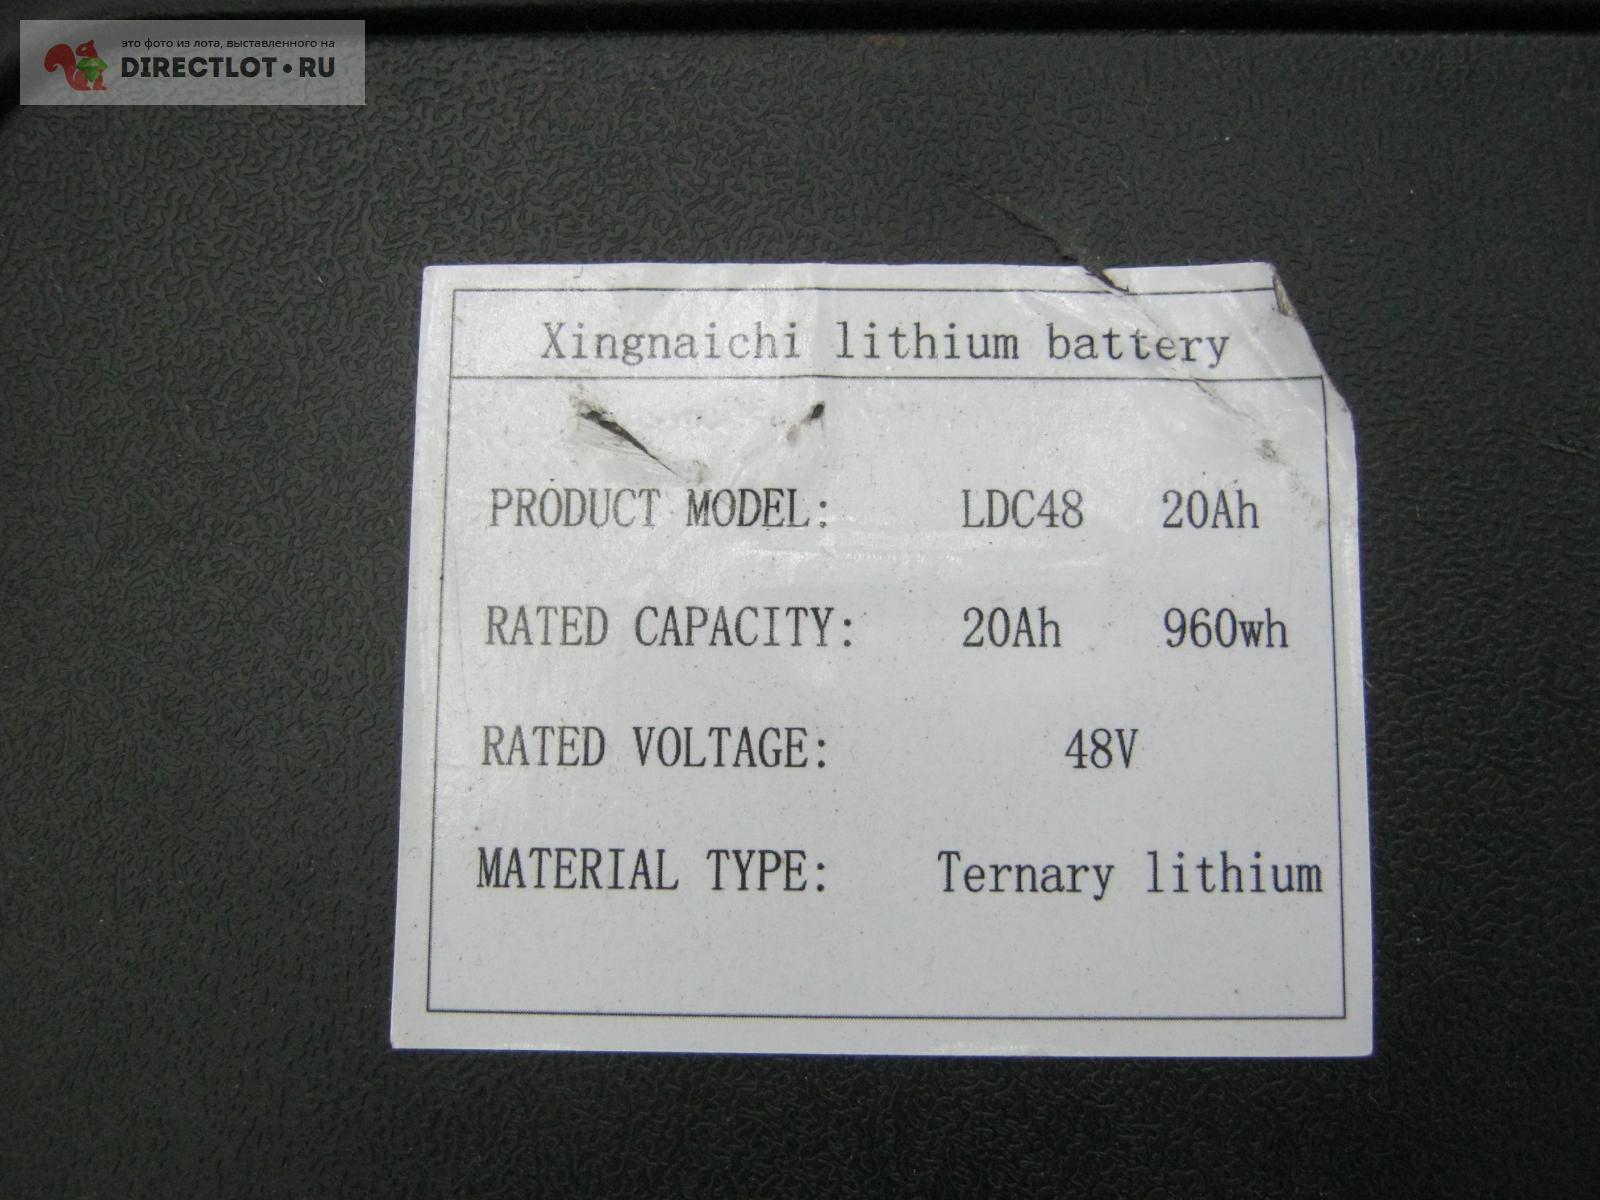 это фото из лота, выставленного на
DIRECTLOT•RU
Xingnaichi lithium battery
PRODUCT MODEL: LDC48 20Ah
RATED CAPACITY: 20Ah 960wh
RATED VOLTAGE: 48V
MATERIAL TYPE: Ternary lithium